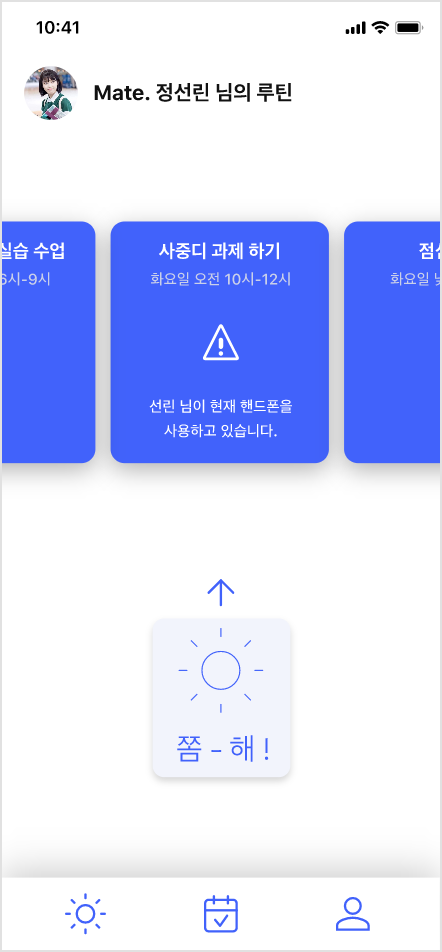 10:41
Mate. 정선린 님의 루틴
실습 수업
6시-9시
사중디 과제 하기
화요일 오전 10시-12시
선린 님이 현재 핸드폰을
사용하고 있습니다.
화요일
쫌 - 해 !